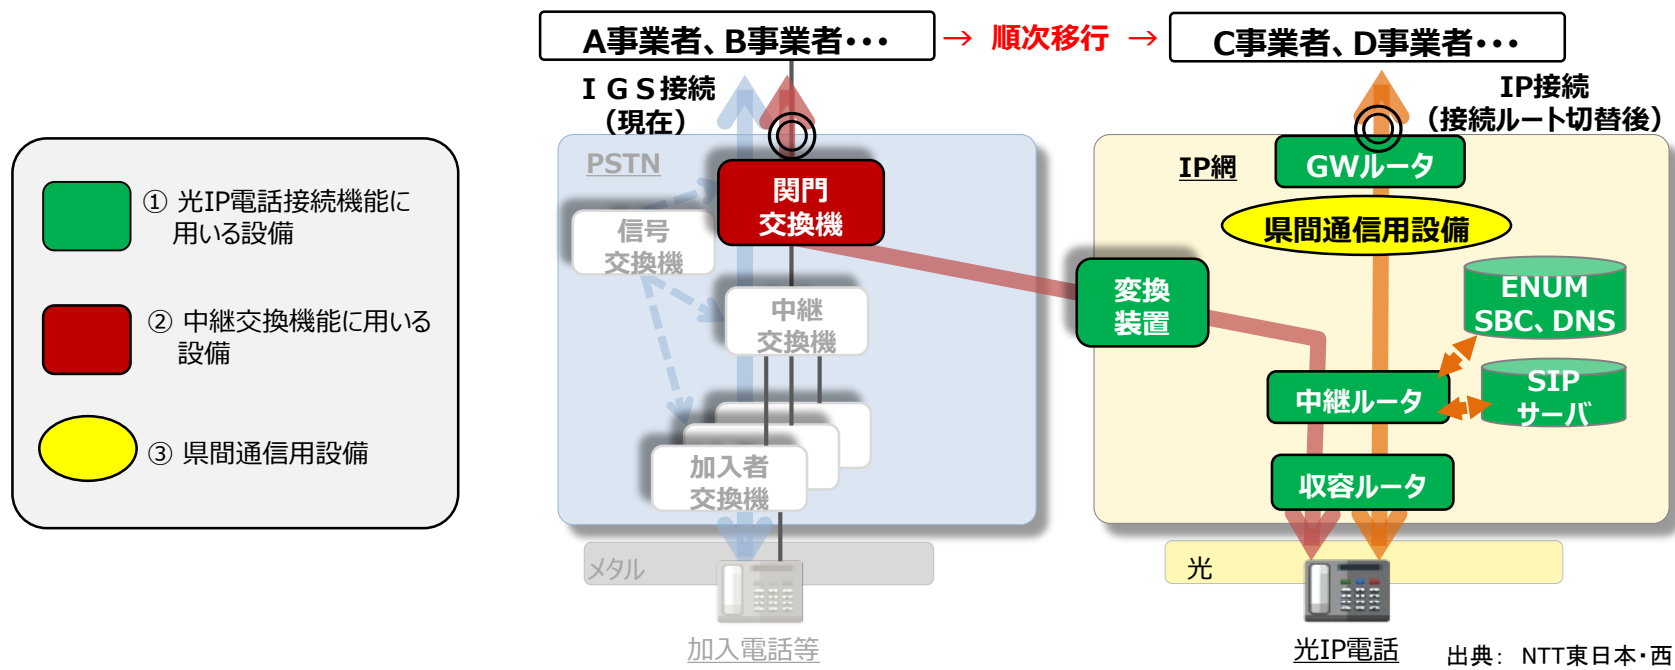 A事業者、B事業者・・・
→ 順次移行 →
C事業者、D事業者・・・
ＩＧＳ接続
（現在）
IP接続
（接続ルート切替後）
① 光IP電話接続機能に
用いる設備
② 中継交換機能に用いる
設備
③ 県間通信用設備
PSTN
関門
交換機
信号
交換機
中継
交換機
加入者
交換機
メタル
加入電話等
IP網
GWルータ
県間通信用設備
変換
装置
ENUM
SBC、DNS
中継ルータ
SIP
サーバ
収容ルータ
光
光IP電話
出典： NTT東日本・西